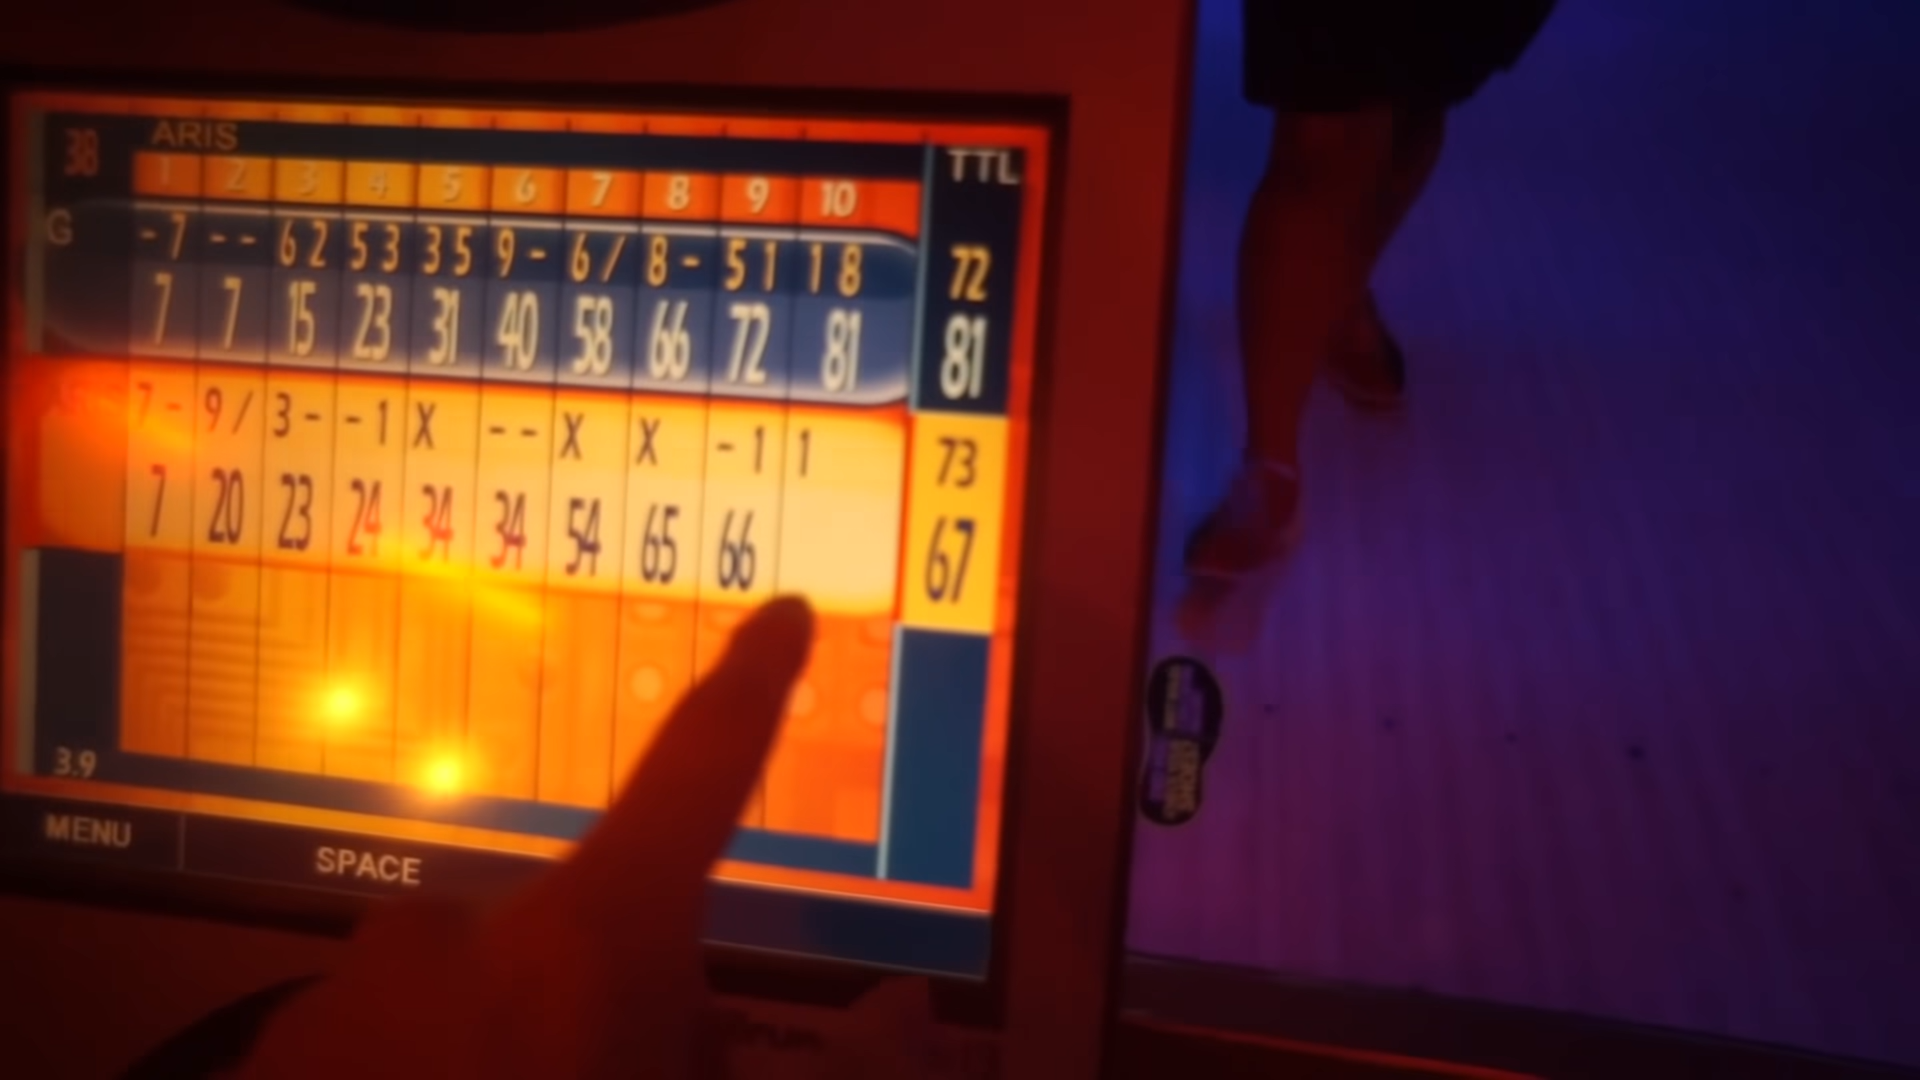 38 ARIS
1 2 3 4 5 6 7 8 9 10 TTL
G -7 -- 62 53 35 9- 6/ 8- 51 18 72
7 7 15 23 31 40 58 66 72 81 81
7- 9/ 3- -1 X -- X X -1 1 73
7 20 23 24 34 34 54 65 66 67
3.9
MENU SPACE